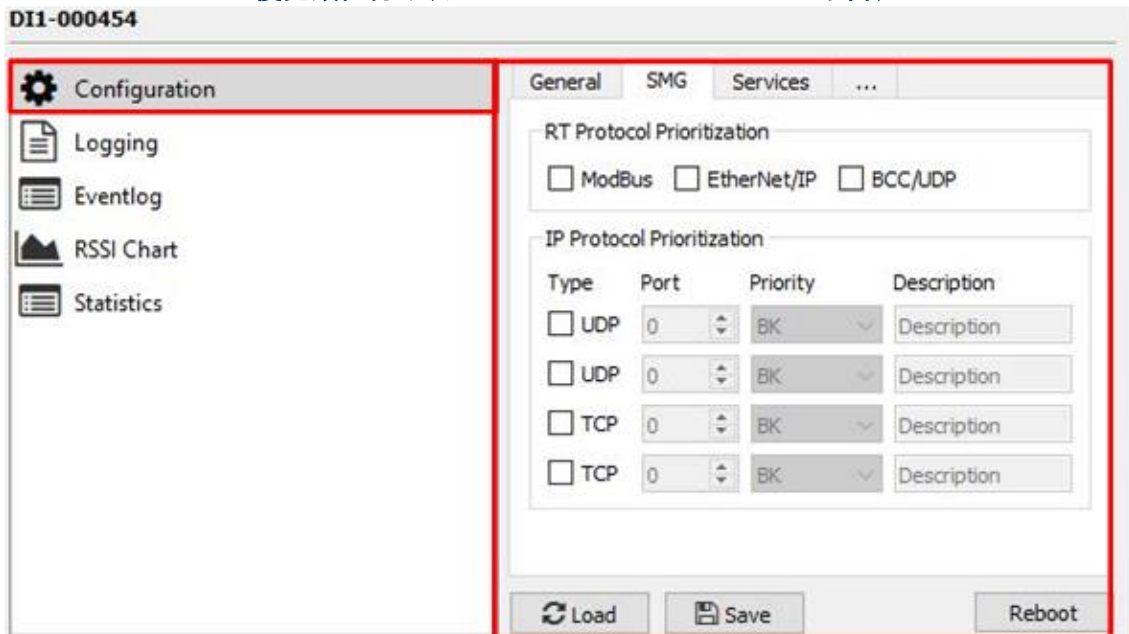 DI1-000454
Configuration
Logging
Eventlog
RSSI Chart
Statistics
General SMG Services ...
RT Protocol Prioritization
ModBus EtherNet/IP BCC/UDP
IP Protocol Prioritization
Type Port Priority Description
UDP 0 BK Description
UDP 0 BK Description
TCP 0 BK Description
TCP 0 BK Description
Load Save Reboot